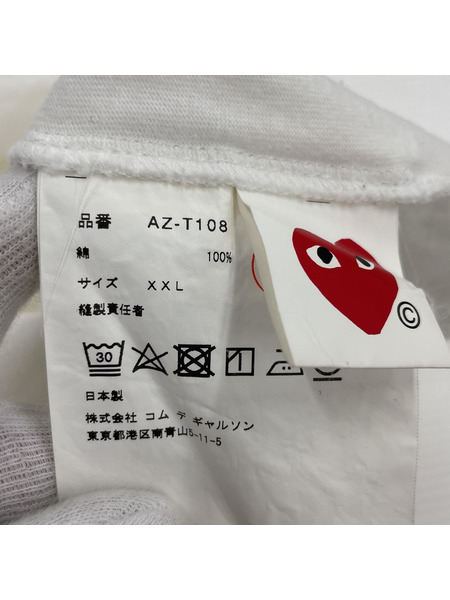 品番 AZ-T108
綿 100%
サイズ XXL
縫製責任者
30
日本製
株式会社 コム デ ギャルソン
東京都港区南青山5-11-5
©